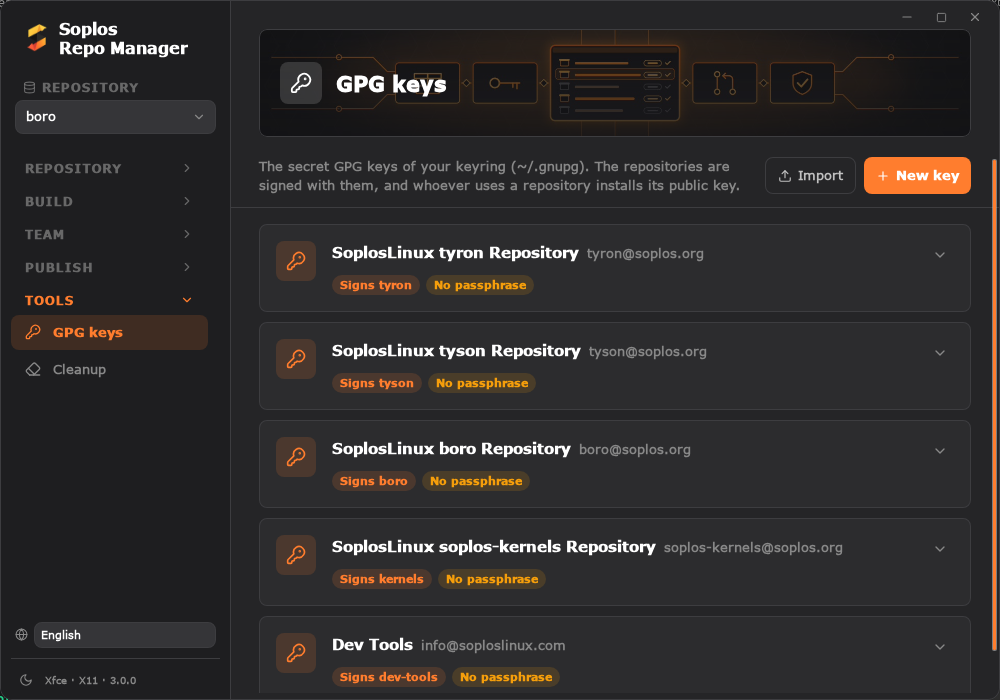 Soplos
Repo Manager
REPOSITORY
boro
REPOSITORY
BUILD
TEAM
PUBLISH
TOOLS
GPG keys
Cleanup
English
Xfce · X11 · 3.0.0
GPG keys
The secret GPG keys of your keyring (~/.gnupg). The repositories are
signed with them, and whoever uses a repository installs its public key.
Import
+ New key
SoplosLinux tyron Repository tyron@soplos.org
Signs tyron No passphrase
SoplosLinux tyson Repository tyson@soplos.org
Signs tyson No passphrase
SoplosLinux boro Repository boro@soplos.org
Signs boro No passphrase
SoplosLinux soplos-kernels Repository soplos-kernels@soplos.org
Signs kernels No passphrase
Dev Tools info@soploslinux.com
Signs dev-tools No passphrase